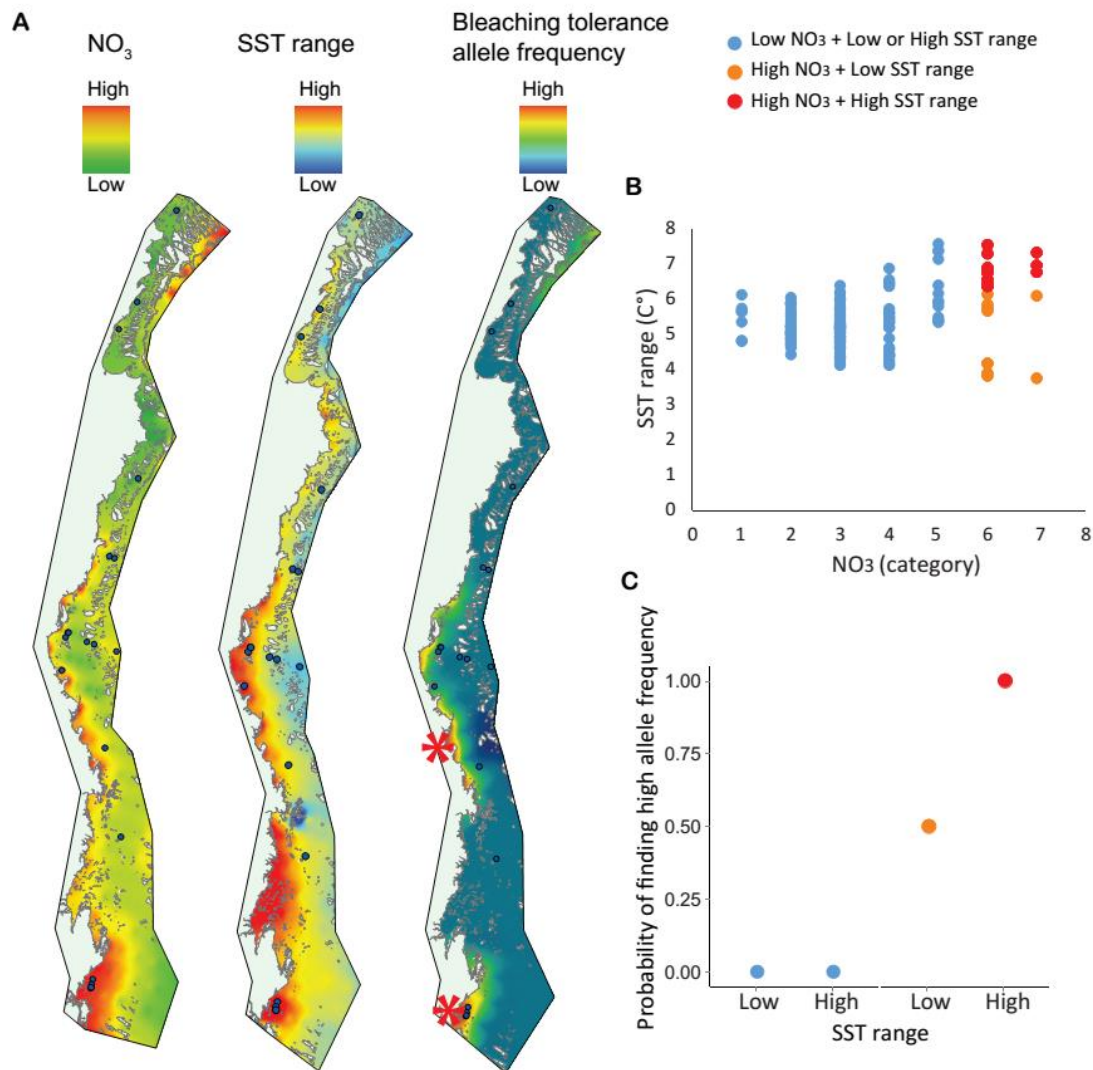 A
NO3
SST range
Bleaching tolerance
allele frequency
High
Low
High
Low
High
Low
Low NO3 + Low or High SST range
High NO3 + Low SST range
High NO3 + High SST range
B
8
7
6
5
4
3
2
1
0
SST range (C°)
0
1
2
3
4
5
6
7
8
NO3 (category)
C
1.00
0.75
0.50
0.25
0.00
Probability of finding high allele frequency
Low
High
Low
High
SST range